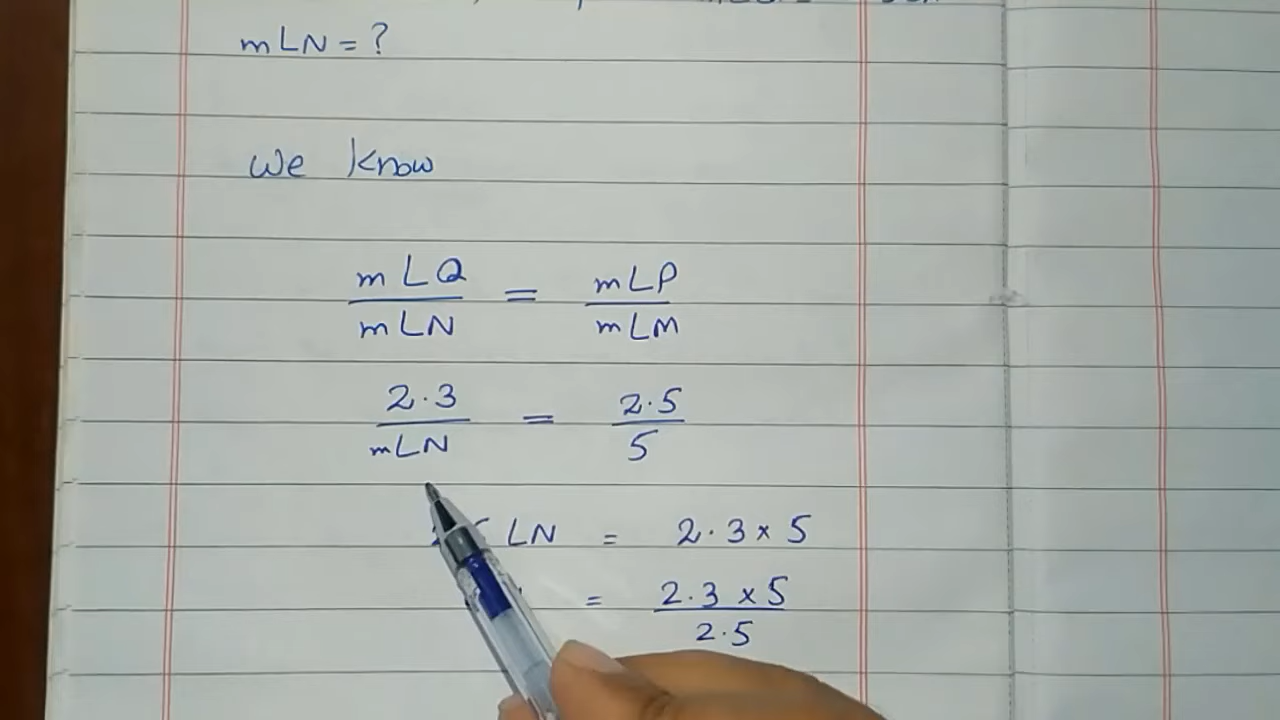 mLN = ?
We know
mLQ/mLN = mLP/mLM
2.3/mLN = 2.5/5
LN = 2.3 x 5
= 2.3 x 5/2.5